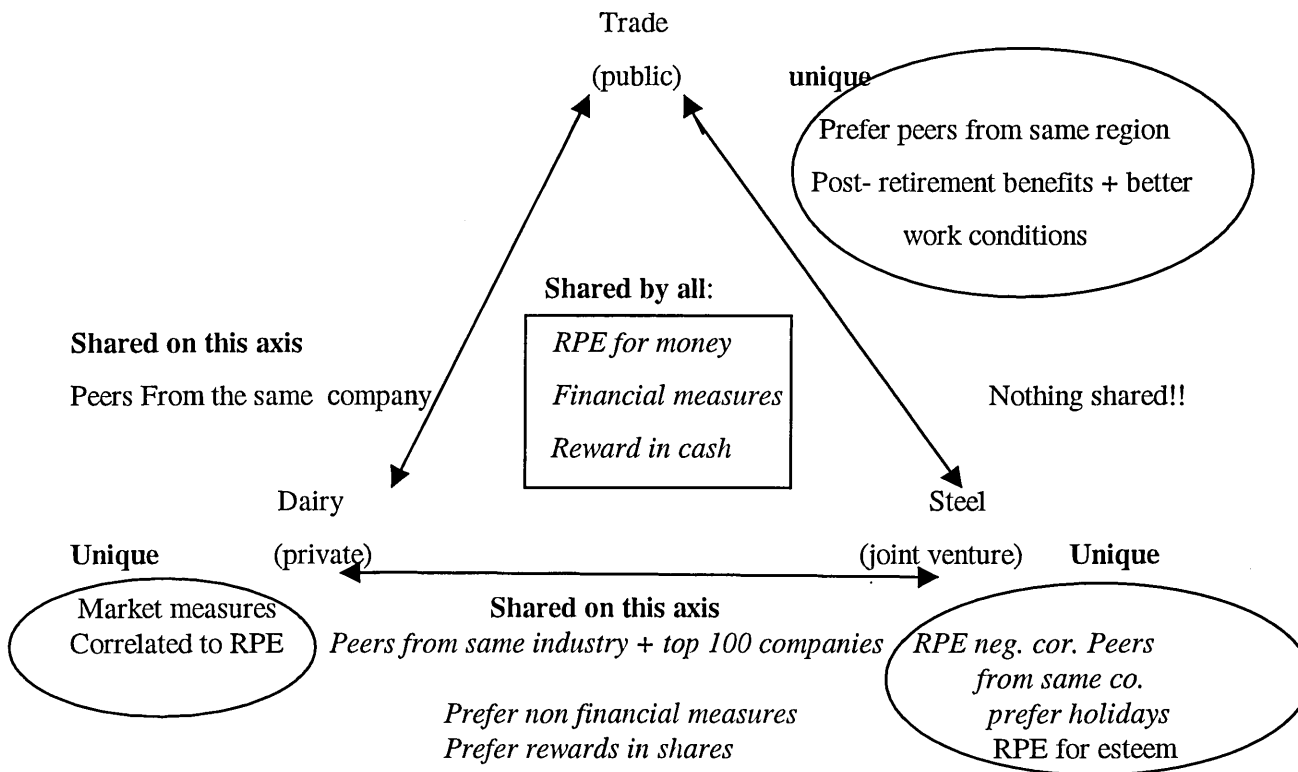 Trade
(public)
unique
Prefer peers from same region
Post- retirement benefits + better
work conditions
Shared by all:
RPE for money
Financial measures
Reward in cash
Shared on this axis
Peers From the same company
Nothing shared!!
Dairy
(private)
Steel
(joint venture)
Unique
Market measures
Correlated to RPE
Shared on this axis
Peers from same industry + top 100 companies
Prefer non financial measures
Prefer rewards in shares
Unique
RPE neg. cor. Peers
from same co.
prefer holidays
RPE for esteem